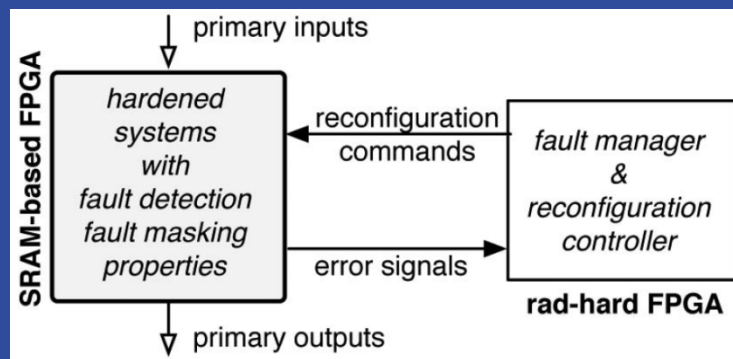 primary inputs
SRAM-based FPGA
hardened
systems
with
fault detection
fault masking
properties
reconfiguration
commands
error signals
fault manager
&
reconfiguration
controller
rad-hard FPGA
primary outputs